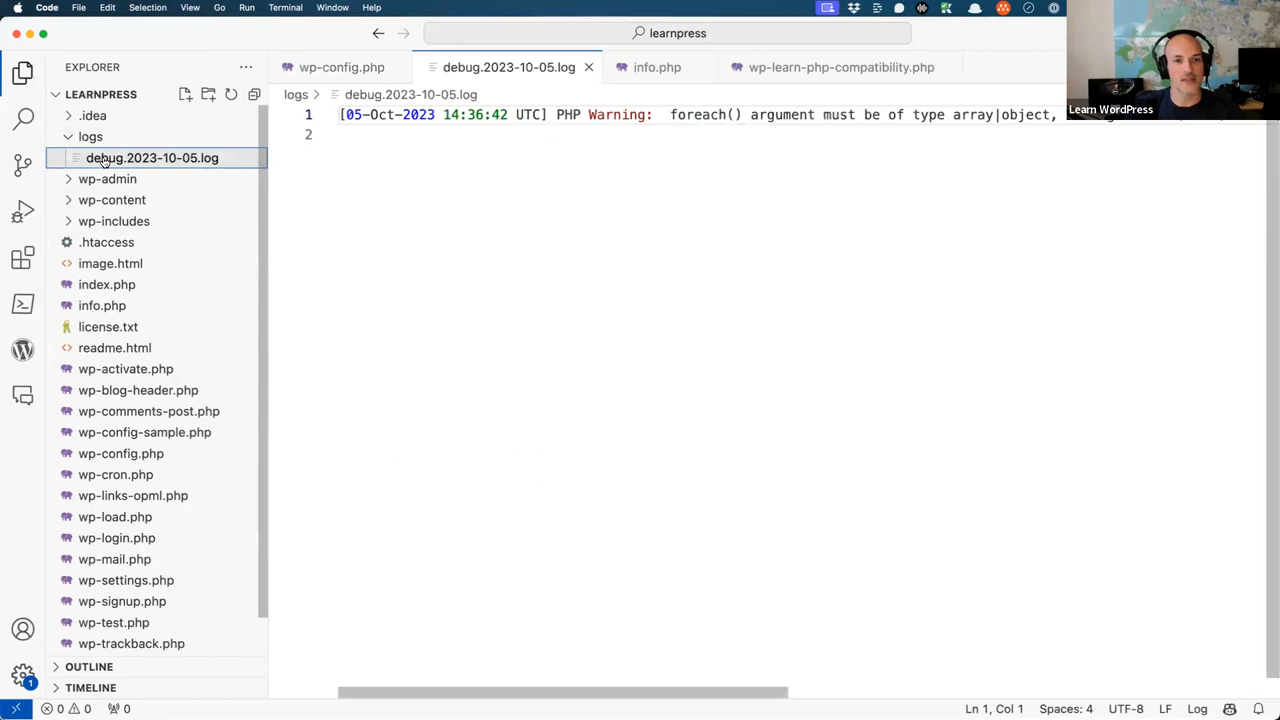 Code File Edit Selection View Go Run Terminal Window Help
learnpress
EXPLORER
LEARNPRESS
.idea
logs
debug.2023-10-05.log
wp-admin
wp-content
wp-includes
.htaccess
image.html
index.php
info.php
license.txt
readme.html
wp-activate.php
wp-blog-header.php
wp-comments-post.php
wp-config-sample.php
wp-config.php
wp-cron.php
wp-links-opml.php
wp-load.php
wp-login.php
wp-mail.php
wp-settings.php
wp-signup.php
wp-test.php
wp-trackback.php
OUTLINE
TIMELINE
1
wp-config.php debug.2023-10-05.log info.php wp-learn-php-compatibility.php
logs > debug.2023-10-05.log
1 [05-Oct-2023 14:36:42 UTC] PHP Warning: foreach() argument must be of type array|object,
2
Learn WordPress
0 0 0 Ln 1, Col 1 Spaces: 4 UTF-8 LF Log